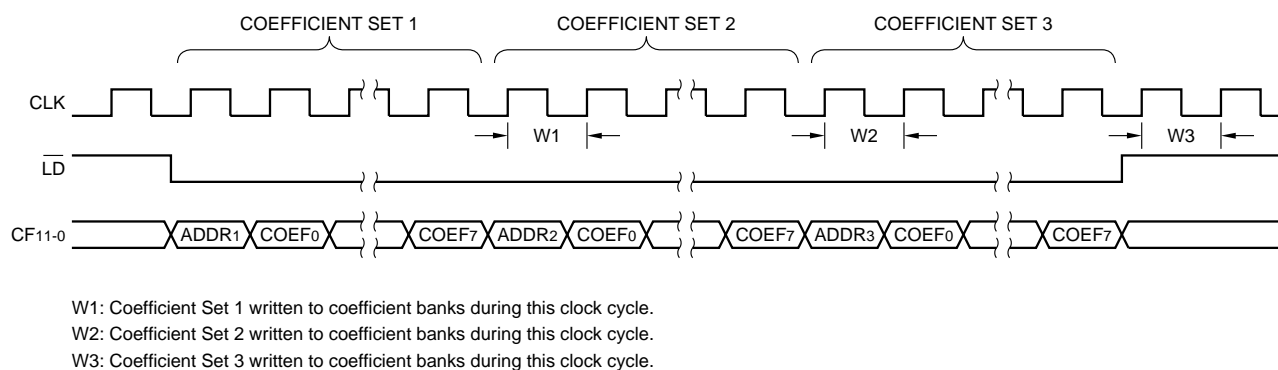 COEFFICIENT SET 1 COEFFICIENT SET 2 COEFFICIENT SET 3
CLK
W1 W2 W3
LD
CF11-0 ADDR1 COEF0 COEF7 ADDR2 COEF0 COEF7 ADDR3 COEF0 COEF7
W1: Coefficient Set 1 written to coefficient banks during this clock cycle.
W2: Coefficient Set 2 written to coefficient banks during this clock cycle.
W3: Coefficient Set 3 written to coefficient banks during this clock cycle.